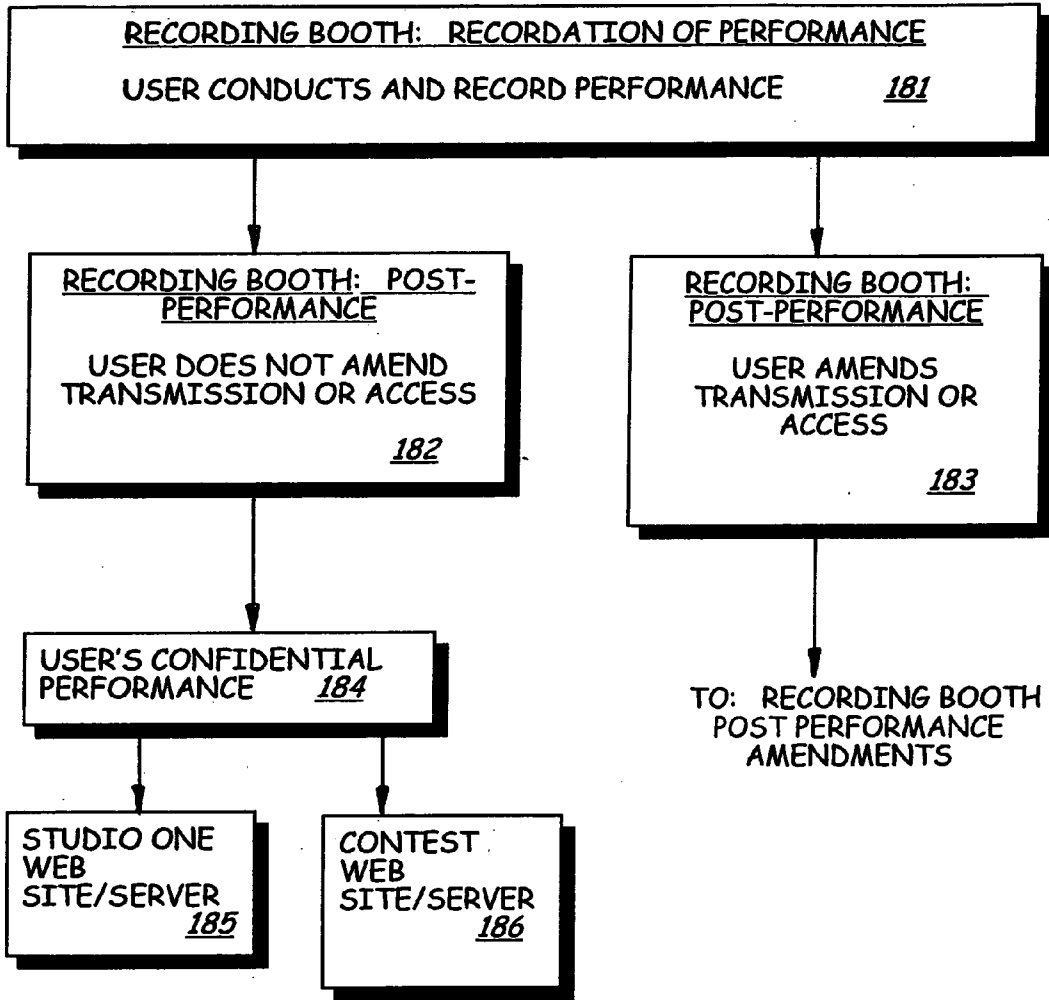 RECORDING BOOTH: RECORDATION OF PERFORMANCE
USER CONDUCTS AND RECORD PERFORMANCE 181
RECORDING BOOTH: POST-
PERFORMANCE
USER DOES NOT AMEND
TRANSMISSION OR ACCESS
182
RECORDING BOOTH:
POST-PERFORMANCE
USER AMENDS
TRANSMISSION OR
ACCESS
183
USER'S CONFIDENTIAL
PERFORMANCE 184
TO: RECORDING BOOTH
POST PERFORMANCE
AMENDMENTS
STUDIO ONE
WEB
SITE/SERVER
185
CONTEST
WEB
SITE/SERVER
186